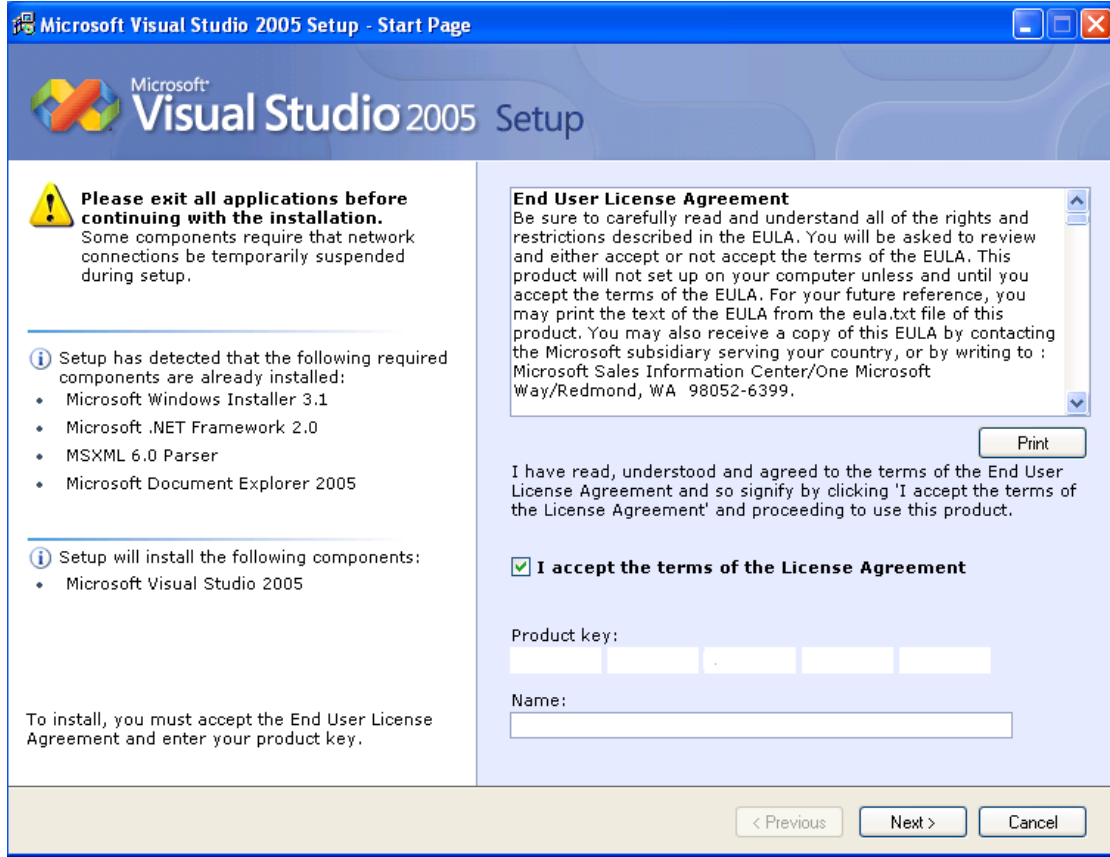 Microsoft Visual Studio 2005 Setup - Start Page
Microsoft
Visual Studio 2005 Setup
Please exit all applications before
continuing with the installation.
Some components require that network
connections be temporarily suspended
during setup.
Setup has detected that the following required
components are already installed:
• Microsoft Windows Installer 3.1
• Microsoft .NET Framework 2.0
• MSXML 6.0 Parser
• Microsoft Document Explorer 2005
Setup will install the following components:
• Microsoft Visual Studio 2005
To install, you must accept the End User License
Agreement and enter your product key.
End User License Agreement
Be sure to carefully read and understand all of the rights and
restrictions described in the EULA. You will be asked to review
and either accept or not accept the terms of the EULA. This
product will not set up on your computer unless and until you
accept the terms of the EULA. For your future reference, you
may print the text of the EULA from the eula.txt file of this
product. You may also receive a copy of this EULA by contacting
the Microsoft subsidiary serving your country, or by writing to :
Microsoft Sales Information Center/One Microsoft
Way/Redmond, WA  98052-6399.
Print
I have read, understood and agreed to the terms of the End User
License Agreement and so signify by clicking 'I accept the terms of
the License Agreement' and proceeding to use this product.
I accept the terms of the License Agreement
Product key:
Name:
< Previous
Next >
Cancel